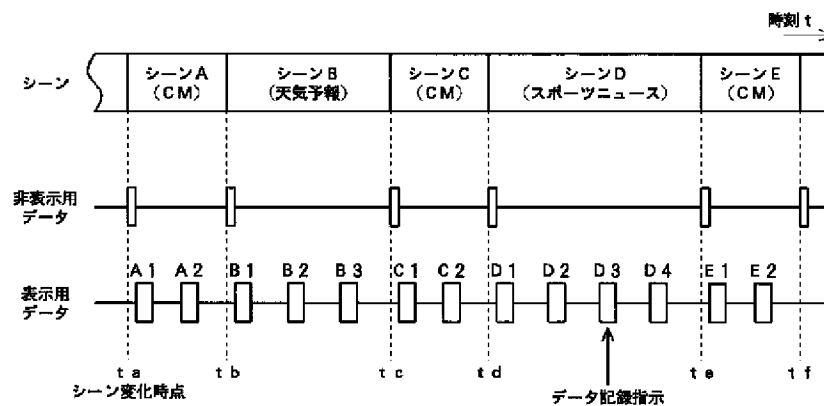 時刻 t
シーン
シーンA
(CM)
シーンB
(天気予報)
シーンC
(CM)
シーンD
(スポーツニュース)
シーンE
(CM)
非表示用
データ
A1 A2 B1 B2 B3 C1 C2 D1 D2 D3 D4 E1 E2
表示用
データ
ta tb tc td te tf
シーン変化時点
データ記録指示